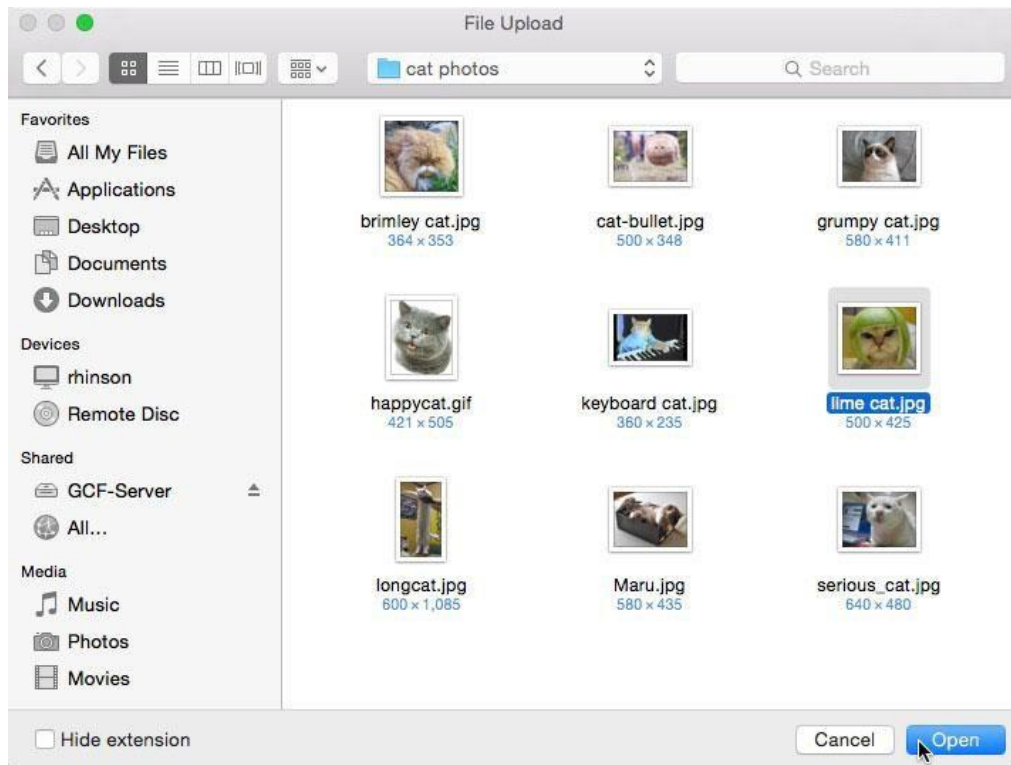 File Upload
cat photos
Search
Favorites
All My Files
Applications
Desktop
Documents
Downloads
Devices
rhinson
Remote Disc
Shared
GCF-Server
All...
Media
Music
Photos
Movies
brimley cat.jpg
364 × 353
cat-bullet.jpg
500 × 348
grumpy cat.jpg
580 × 411
happycat.gif
421 × 505
keyboard cat.jpg
360 × 235
lime cat.jpg
500 × 425
longcat.jpg
600 × 1,085
Maru.jpg
580 × 435
serious_cat.jpg
640 × 480
Hide extension
Cancel
Open